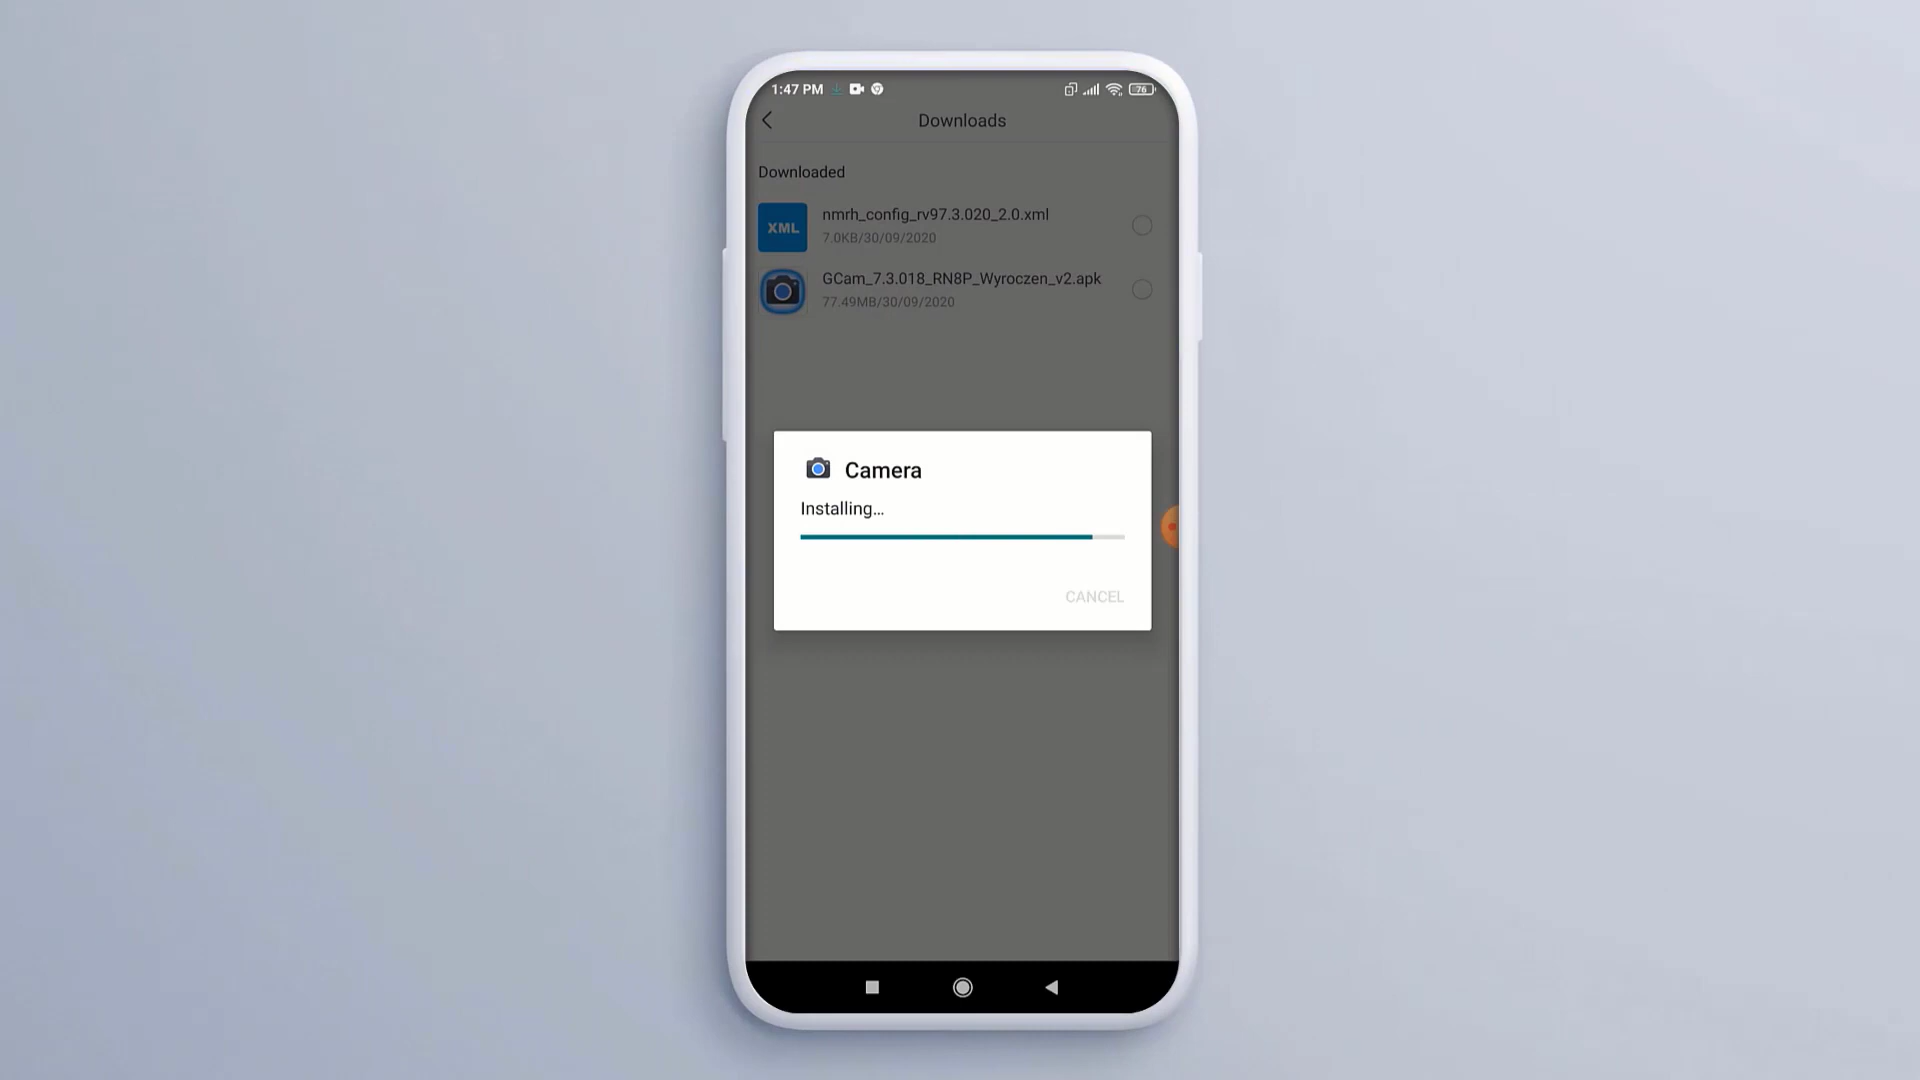 1:47 PM
76
Downloads
Downloaded
XML
nmrh_config_rv97.3.020_2.0.xml
7.0KB/30/09/2020
GCam_7.3.018_RN8P_Wyroczen_v2.apk
77.49MB/30/09/2020
Camera
Installing...
CANCEL